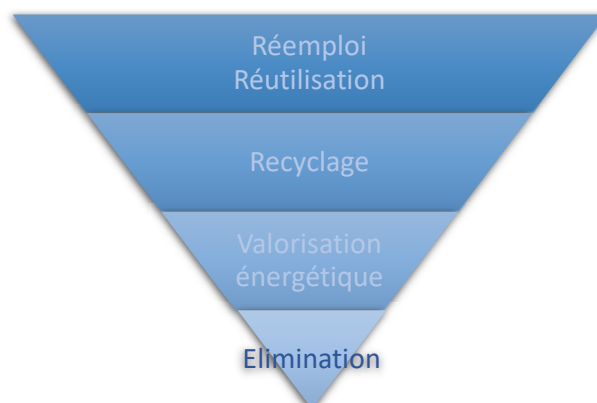 Réemploi
Réutilisation
Recyclage
Valorisation
énergétique
Elimination